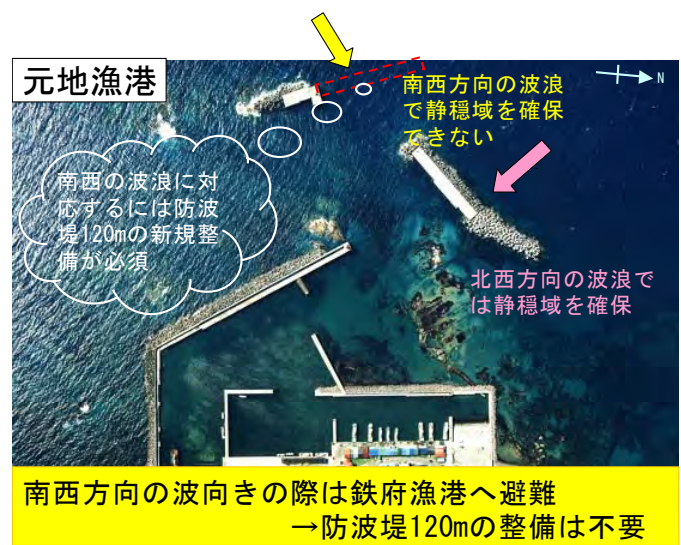 元地漁港
南西方向の波浪
で静穏域を確保
できない
N
南西の波浪に対
応するには防波
堤120mの新規整
備が必須
北西方向の波浪で
は静穏域を確保
南西方向の波向きの際は鉄府漁港へ避難
→防波堤120mの整備は不要